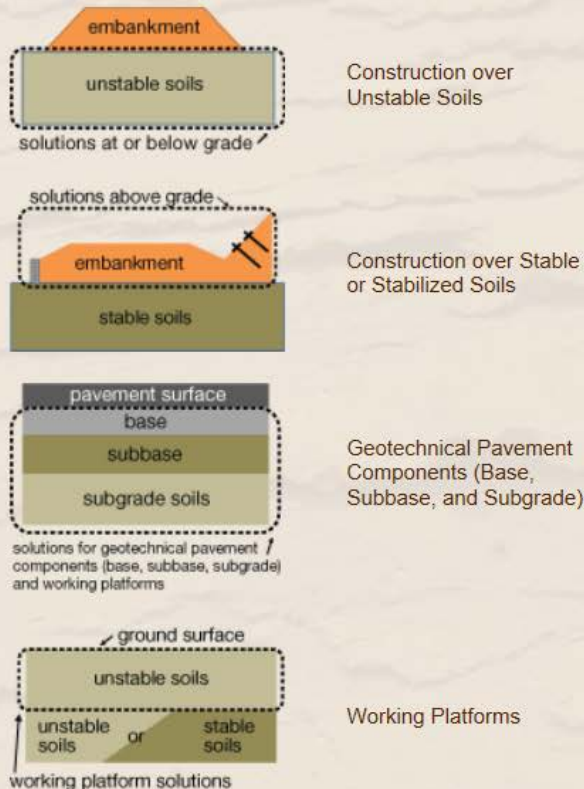 embankment
unstable soils
solutions at or below grade
Construction over
Unstable Soils
solutions above grade
embankment
stable soils
Construction over Stable
or Stabilized Soils
pavement surface
base
subbase
subgrade soils
solutions for geotechnical pavement
components (base, subbase, subgrade)
and working platforms
Geotechnical Pavement
Components (Base,
Subbase, and Subgrade)
ground surface
unstable soils
unstable
soils
or
stable
soils
working platform solutions
Working Platforms